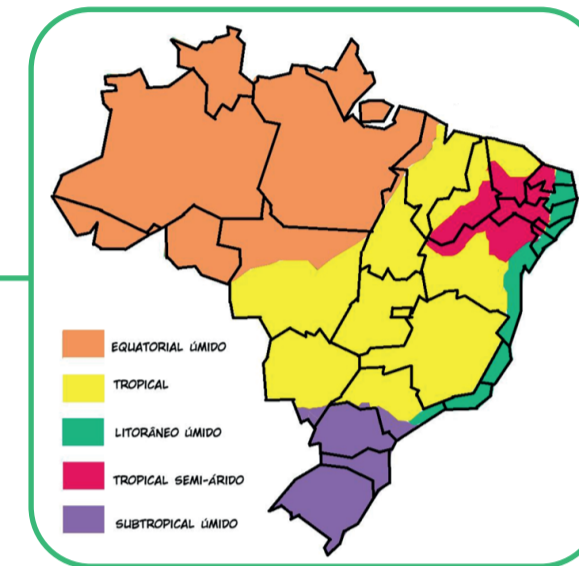 EQUATORIAL ÚMIDO
TROPICAL
LITORÂNEO ÚMIDO
TROPICAL SEMI-ÁRIDO
SUBTROPICAL ÚMIDO